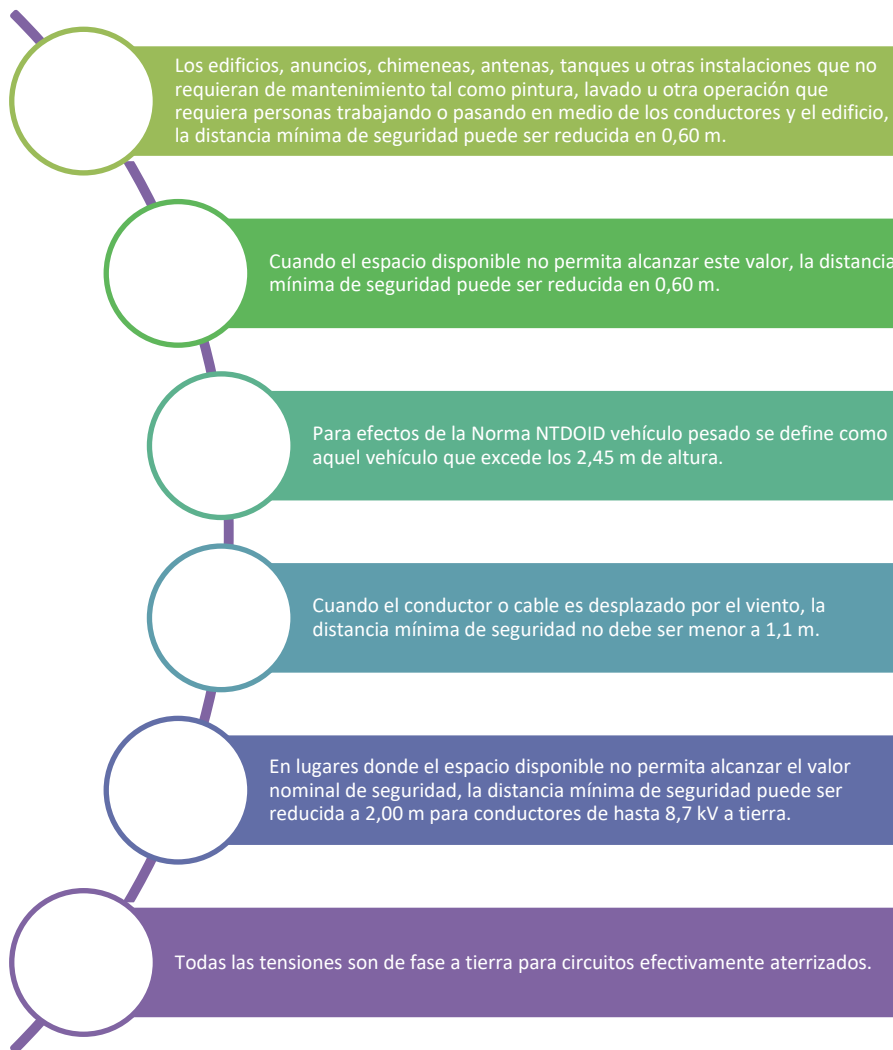 Los edificios, anuncios, chimeneas, antenas, tanques u otras instalaciones que no
requieran de mantenimiento tal como pintura, lavado u otra operación que
requiera personas trabajando o pasando en medio de los conductores y el edificio,
la distancia mínima de seguridad puede ser reducida en 0,60 m.
Cuando el espacio disponible no permita alcanzar este valor, la distancia
mínima de seguridad puede ser reducida en 0,60 m.
Para efectos de la Norma NTDOID vehículo pesado se define como
aquel vehículo que excede los 2,45 m de altura.
Cuando el conductor o cable es desplazado por el viento, la
distancia mínima de seguridad no debe ser menor a 1,1 m.
En lugares donde el espacio disponible no permita alcanzar el valor
nominal de seguridad, la distancia mínima de seguridad puede ser
reducida a 2,00 m para conductores de hasta 8,7 kV a tierra.
Todas las tensiones son de fase a tierra para circuitos efectivamente aterrizados.